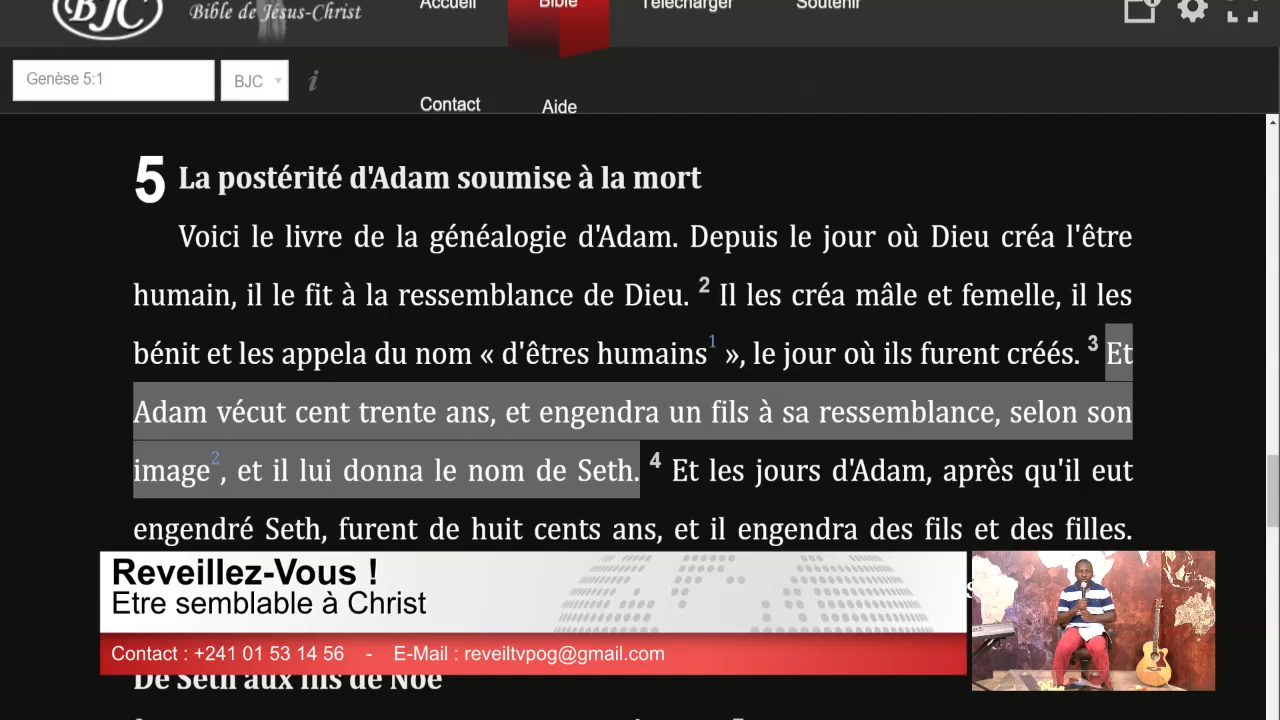 BJC
Bible de Jésus-Christ
Accueil
Bible
Télécharger
Soutenir
Genèse 5:1
BJC
i
Contact
Aide
5 La postérité d'Adam soumise à la mort
Voici le livre de la généalogie d'Adam. Depuis le jour où Dieu créa l'être
humain, il le fit à la ressemblance de Dieu. 2 Il les créa mâle et femelle, il les
bénit et les appela du nom « d'êtres humains1 », le jour où ils furent créés. 3 Et
Adam vécut cent trente ans, et engendra un fils à sa ressemblance, selon son
image2, et il lui donna le nom de Seth. 4 Et les jours d'Adam, après qu'il eut
engendré Seth, furent de huit cents ans, et il engendra des fils et des filles.
Reveillez-Vous !
Etre semblable à Christ
Contact : +241 01 53 14 56 - E-Mail : reveiltvpog@gmail.com
De Seth aux fils de Noé